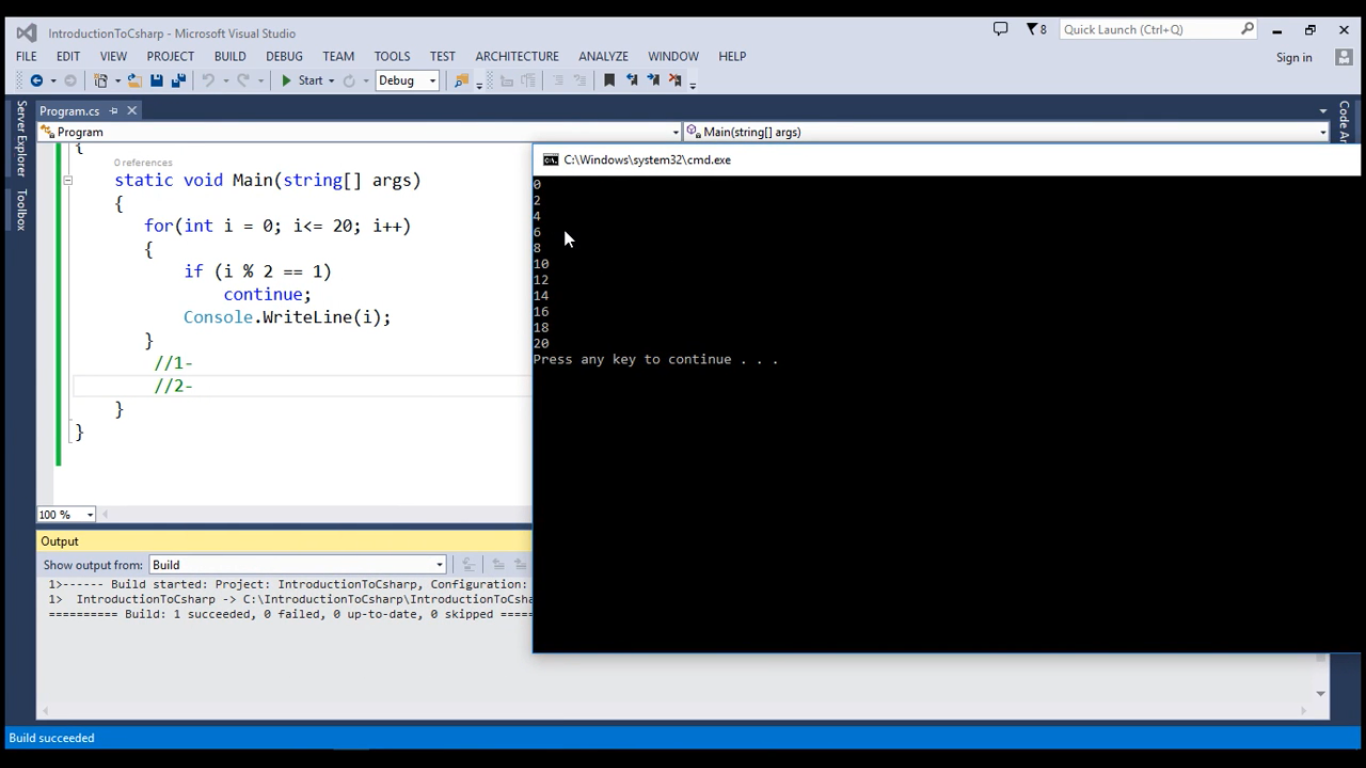 IntroductionToCsharp - Microsoft Visual Studio
8
Quick Launch (Ctrl+Q)
FILE EDIT VIEW PROJECT BUILD DEBUG TEAM TOOLS TEST ARCHITECTURE ANALYZE WINDOW HELP
Sign in
Start Debug
Server Explorer
Toolbox
Program.cs
Program
Main(string[] args)
{
0 references
static void Main(string[] args)
{
for(int i = 0; i<= 20; i++)
{
if (i % 2 == 1)
continue;
Console.WriteLine(i);
}
//1-
//2-
}
}
100 %
C:\Windows\system32\cmd.exe
0
2
4
6
8
10
12
14
16
18
20
Press any key to continue . . .
Output
Show output from: Build
1>------ Build started: Project: IntroductionToCsharp, Configuration:
1> IntroductionToCsharp -> C:\IntroductionToCsharp\IntroductionToCsha
========== Build: 1 succeeded, 0 failed, 0 up-to-date, 0 skipped =====
Build succeeded